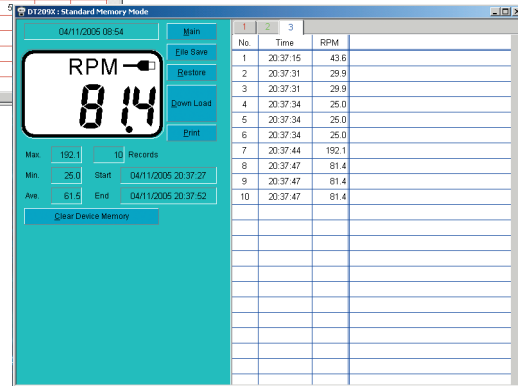 5
DT209X : Standard Memory Mode
04/11/2005 08:54
Main
File Save
Restore
Down Load
Print
RPM
81.4
Max. 192.1 10 Records
Min. 25.0 Start 04/11/2005 20:37:27
Ave. 61.5 End 04/11/2005 20:37:52
Clear Device Memory
1 2 3
No. Time RPM
1 20:37:15 43.6
2 20:37:31 29.9
3 20:37:31 29.9
4 20:37:34 25.0
5 20:37:34 25.0
6 20:37:34 25.0
7 20:37:44 192.1
8 20:37:47 81.4
9 20:37:47 81.4
10 20:37:47 81.4